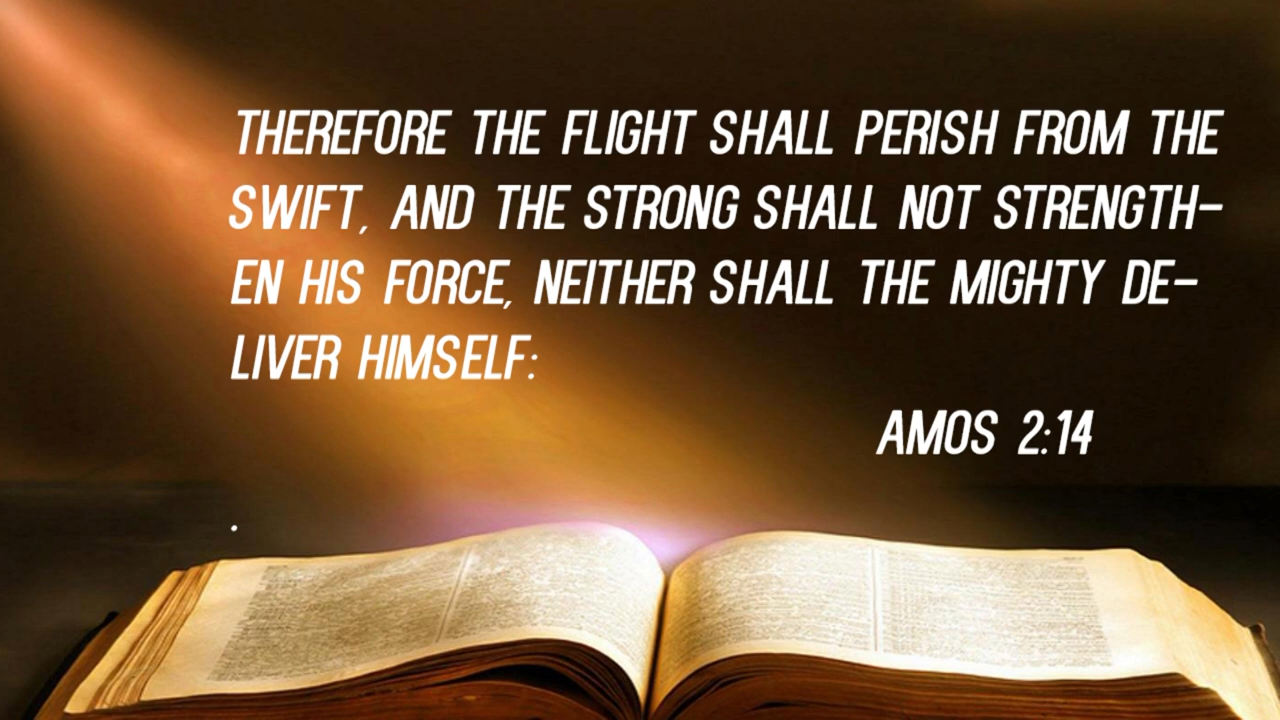 THEREFORE THE FLIGHT SHALL PERISH FROM THE
SWIFT, AND THE STRONG SHALL NOT STRENGTH-
EN HIS FORCE, NEITHER SHALL THE MIGHTY DE-
LIVER HIMSELF:
AMOS 2:14
.